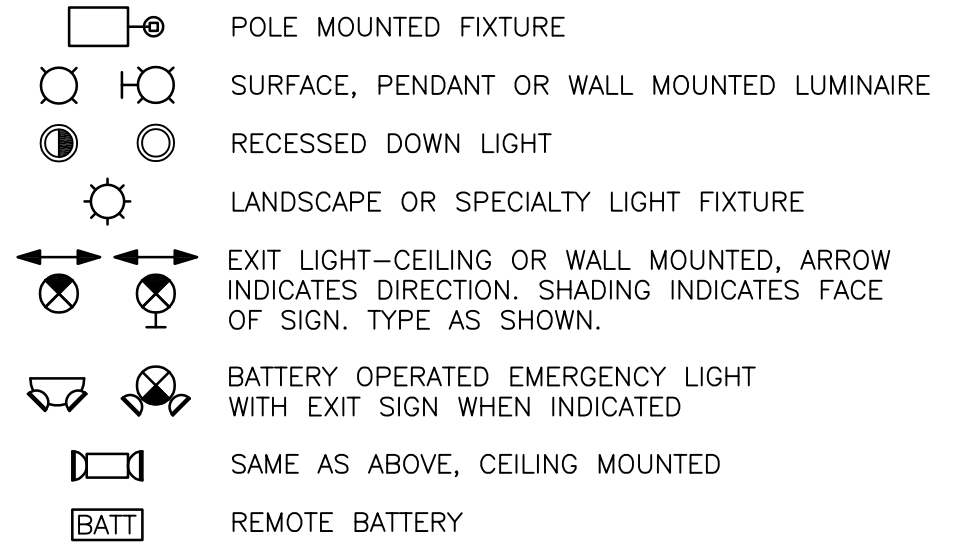 POLE MOUNTED FIXTURE
SURFACE, PENDANT OR WALL MOUNTED LUMINAIRE
RECESSED DOWN LIGHT
LANDSCAPE OR SPECIALTY LIGHT FIXTURE
EXIT LIGHT-CEILING OR WALL MOUNTED, ARROW
INDICATES DIRECTION. SHADING INDICATES FACE
OF SIGN. TYPE AS SHOWN.
BATTERY OPERATED EMERGENCY LIGHT
WITH EXIT SIGN WHEN INDICATED
SAME AS ABOVE, CEILING MOUNTED
BATT REMOTE BATTERY